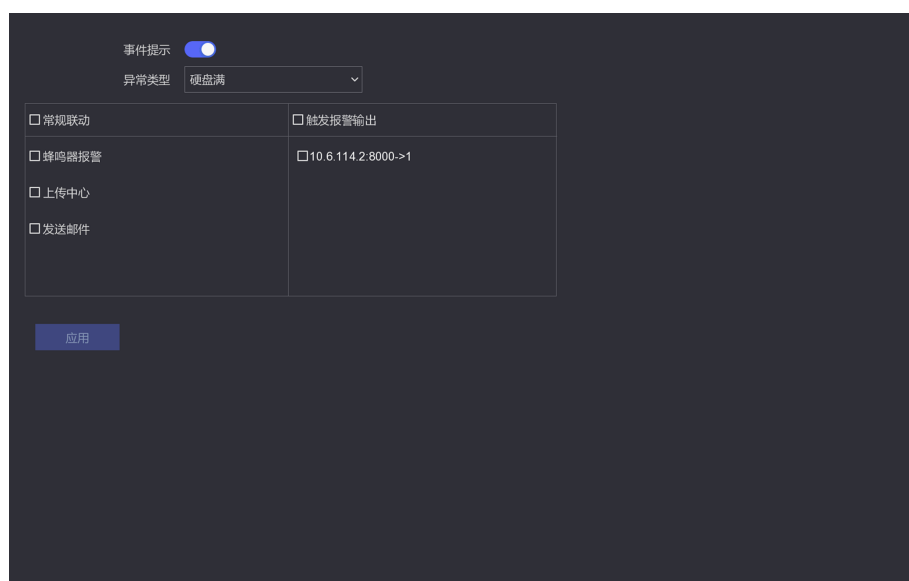 事件提示
异常类型 硬盘满
常规联动 触发报警输出
蜂鸣器报警 10.6.114.2:8000->1
上传中心
发送邮件
应用